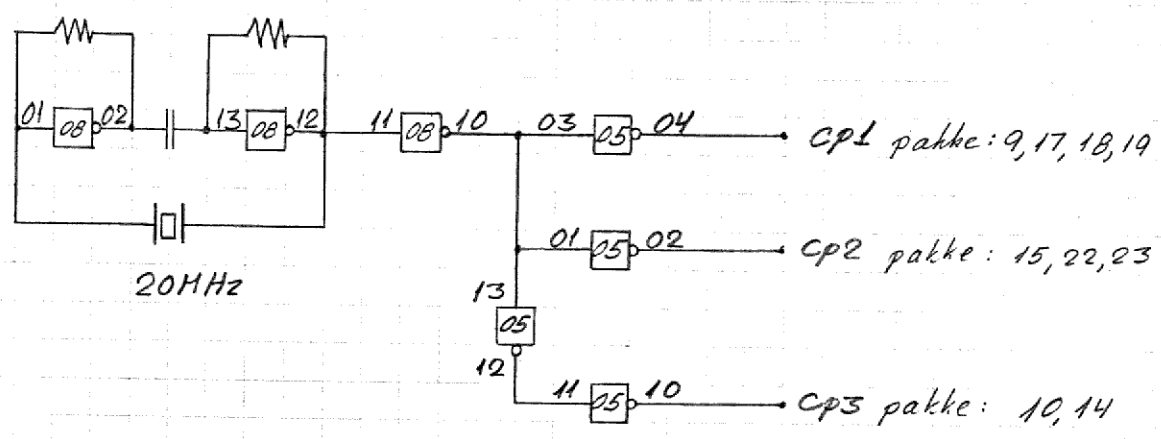 01 08 02 13 08 12 11 08 10 03 05 04 CP1 pakke: 9, 17, 18, 19
01 05 02 CP2 pakke: 15, 22, 23
20MHz
13
05
12
11 05 10 CP3 pakke: 10, 14